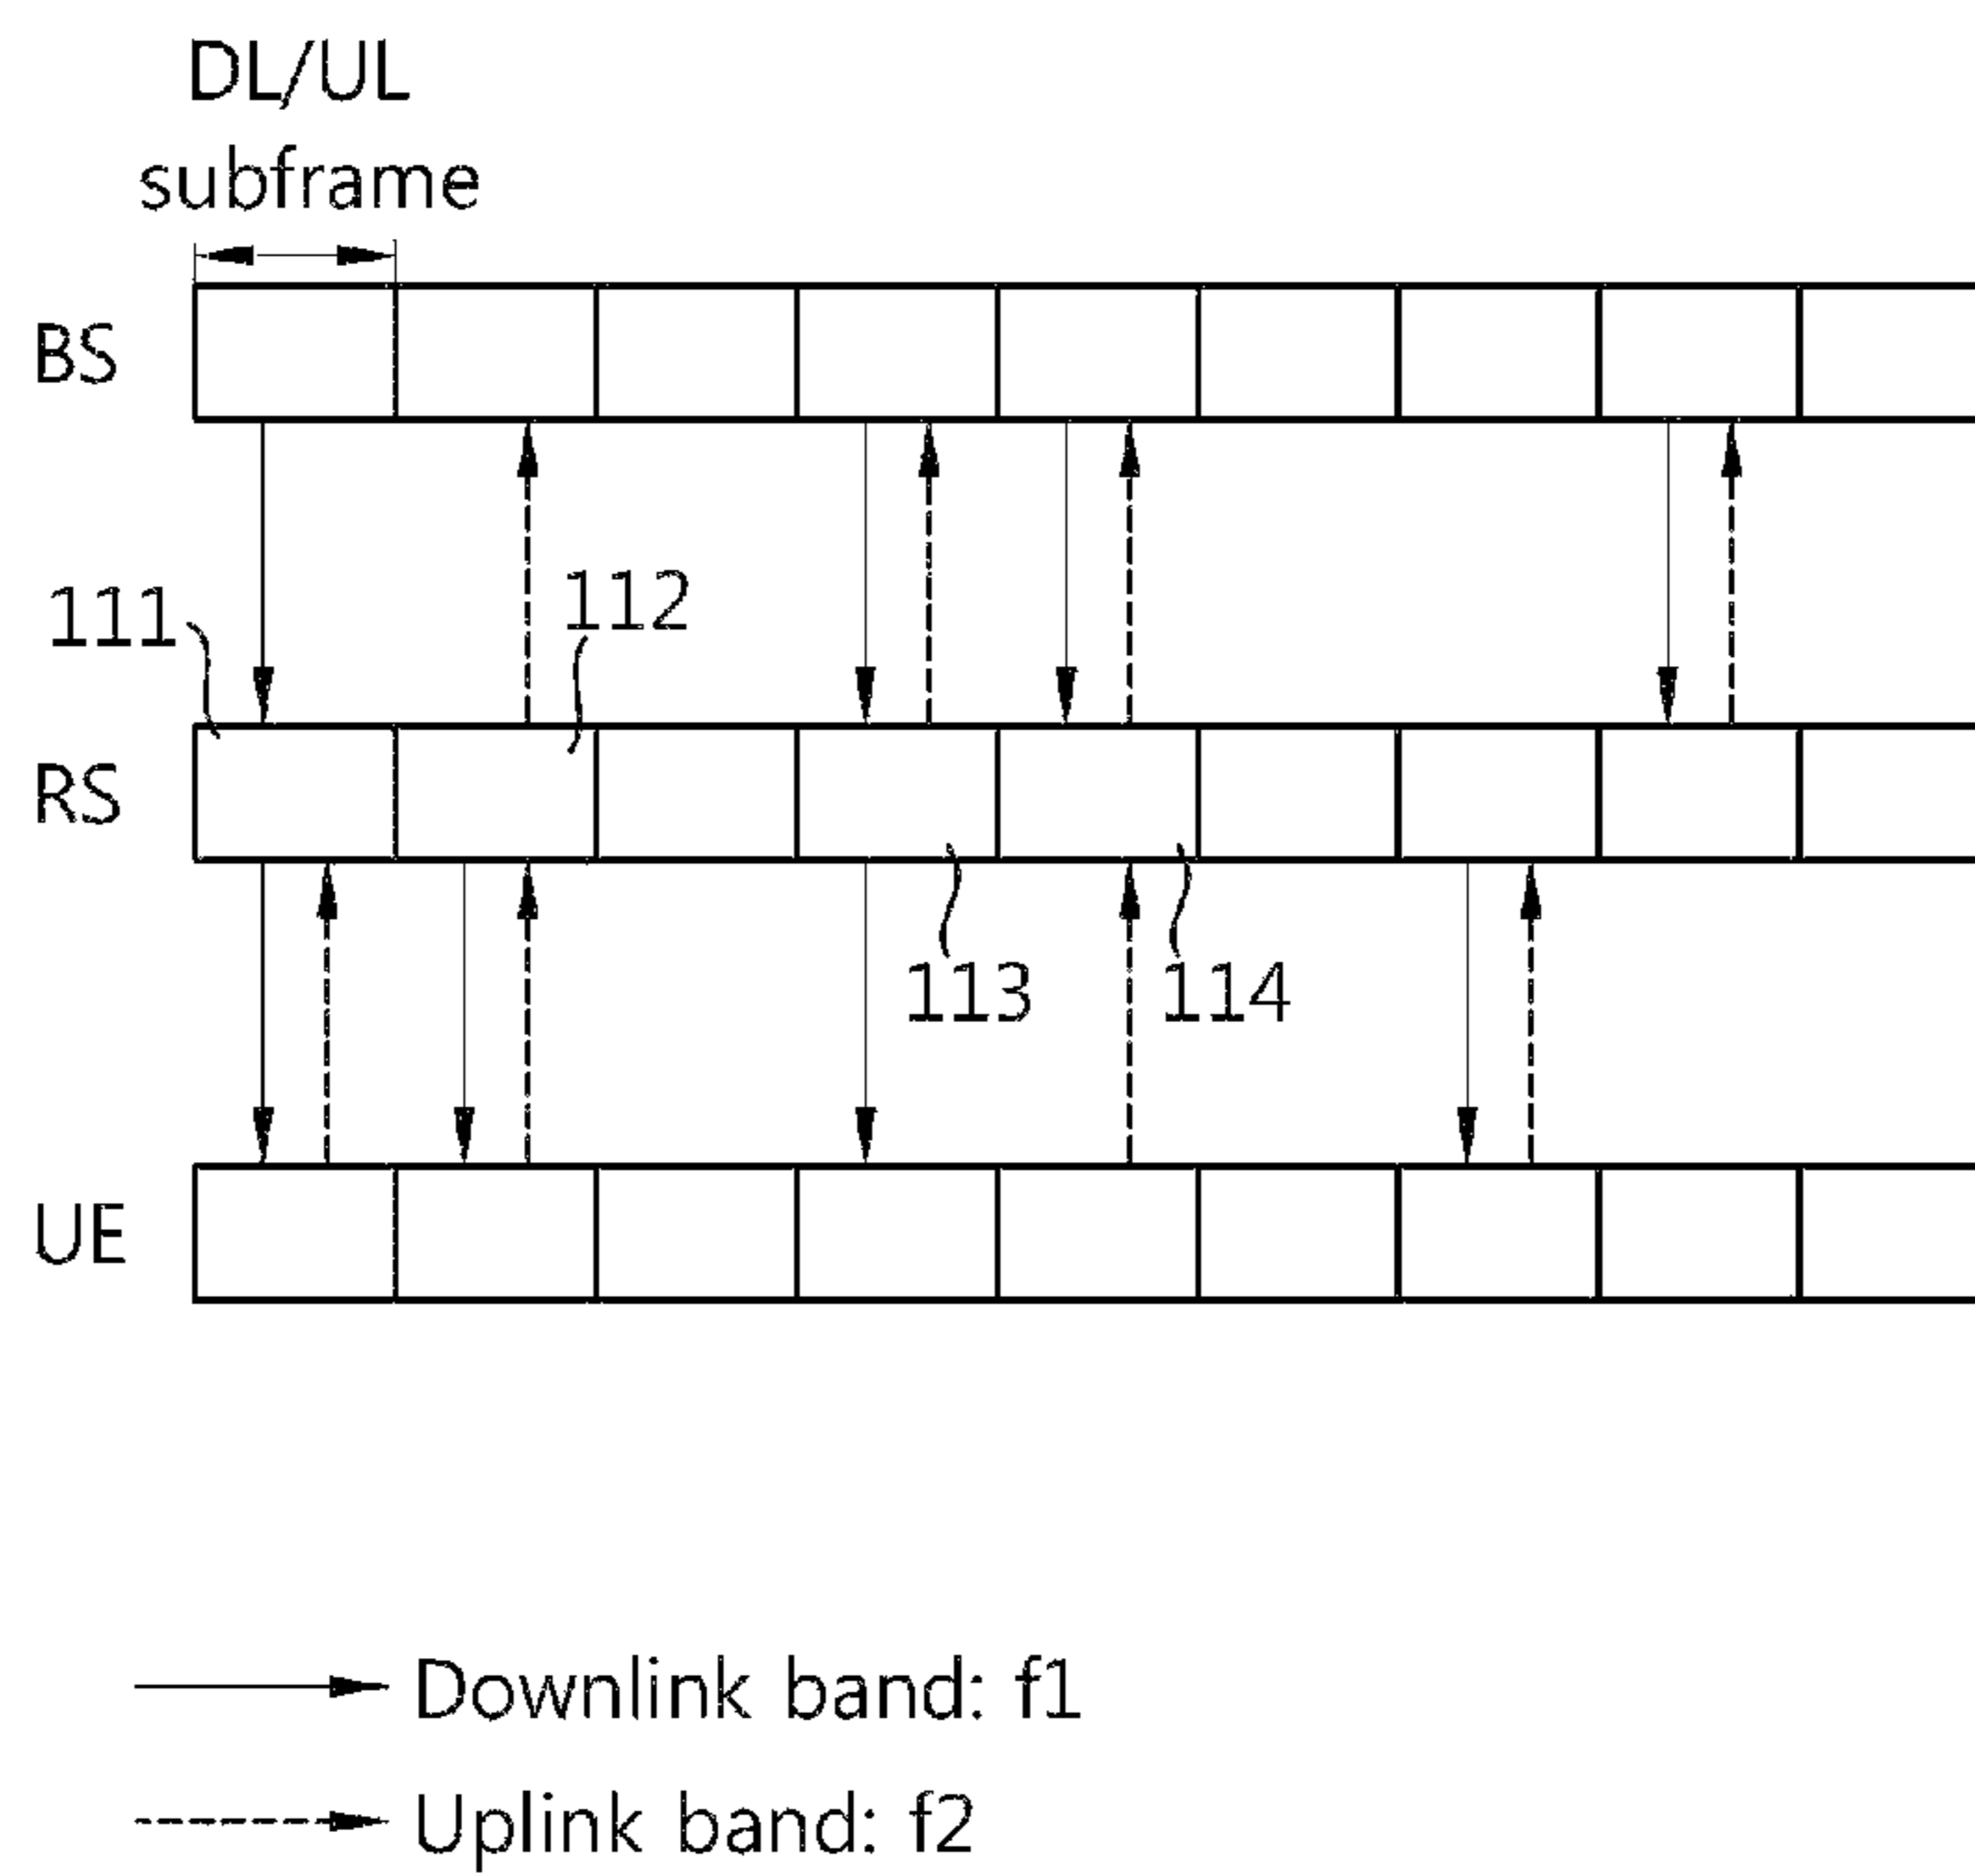 DL/UL
subframe
BS
111
112
RS
113
114
UE
Downlink band: f1
Uplink band: f2